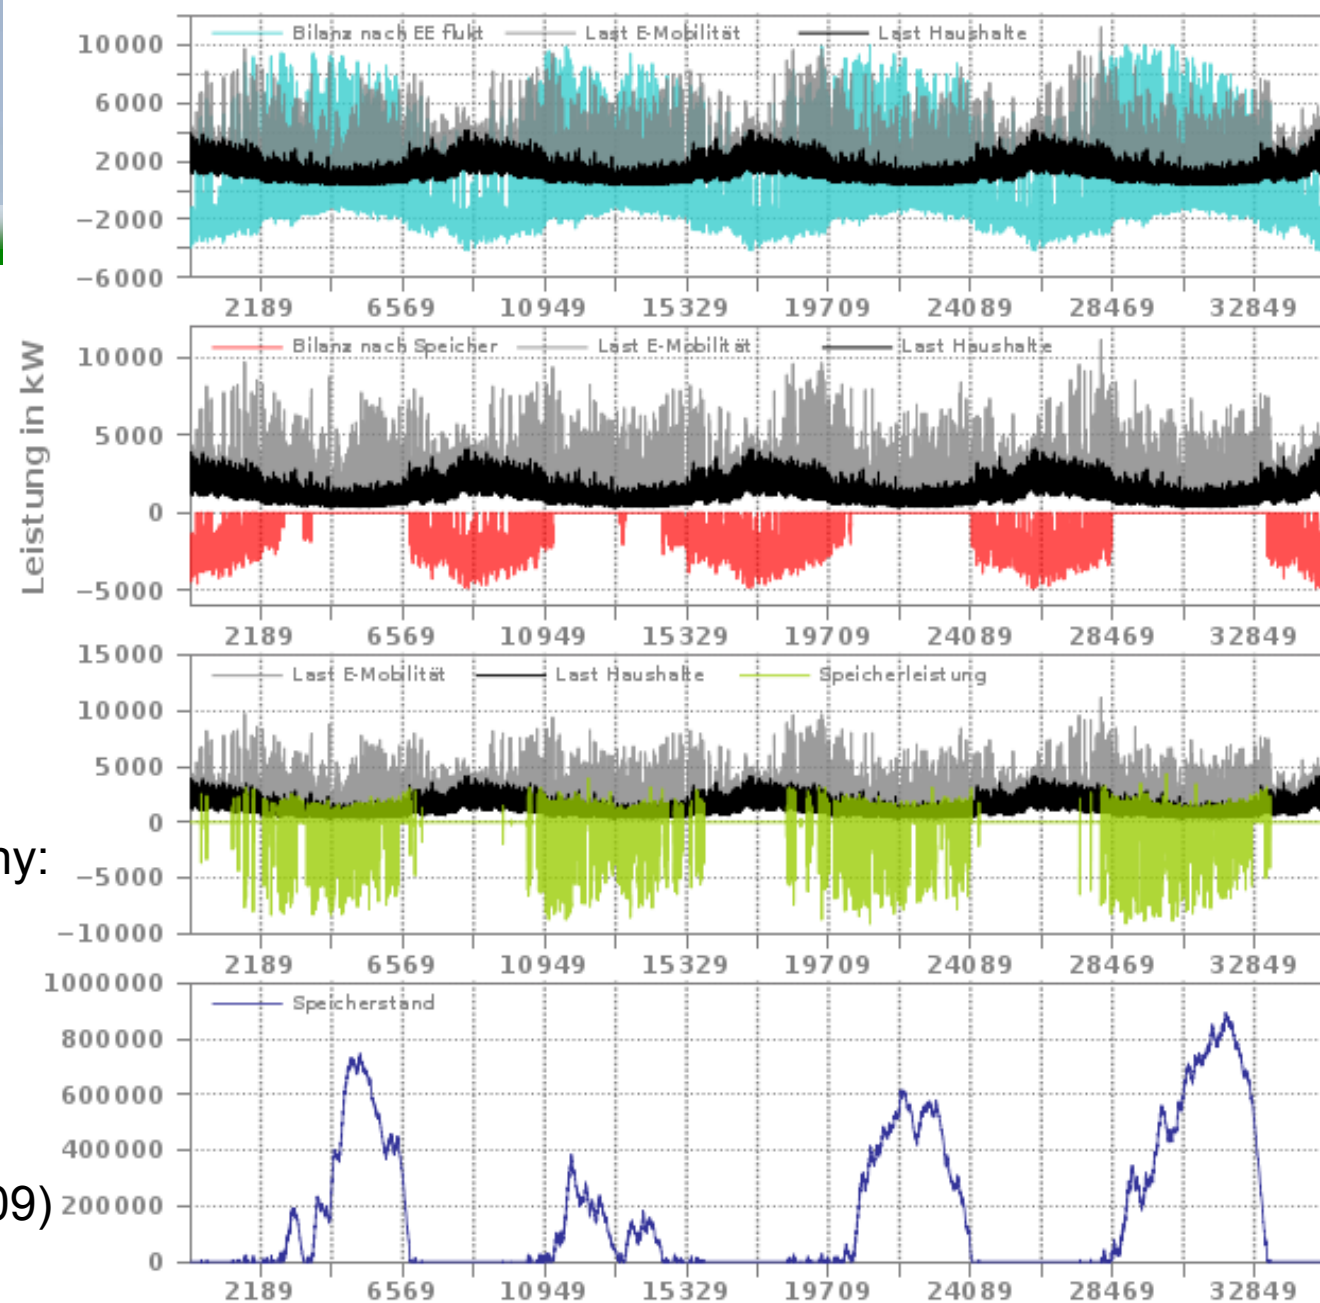 Leistung in kW
Bilanz nach EE flukt Last E-Mobilität Last Haushalte
10000
6000
2000
−2000
−6000
2189 6569 10949 15329 19709 24089 28469 32849
Bilanz nach Speicher Last E-Mobilität Last Haushalte
10000
5000
0
−5000
2189 6569 10949 15329 19709 24089 28469 32849
15000
Last E-Mobilität Last Haushalte Speicherleistung
10000
5000
0
ny:
−5000
−10000
2189 6569 10949 15329 19709 24089 28469 32849
1000000
Speicherstand
800000
600000
400000
09)
200000
0
2189 6569 10949 15329 19709 24089 28469 32849